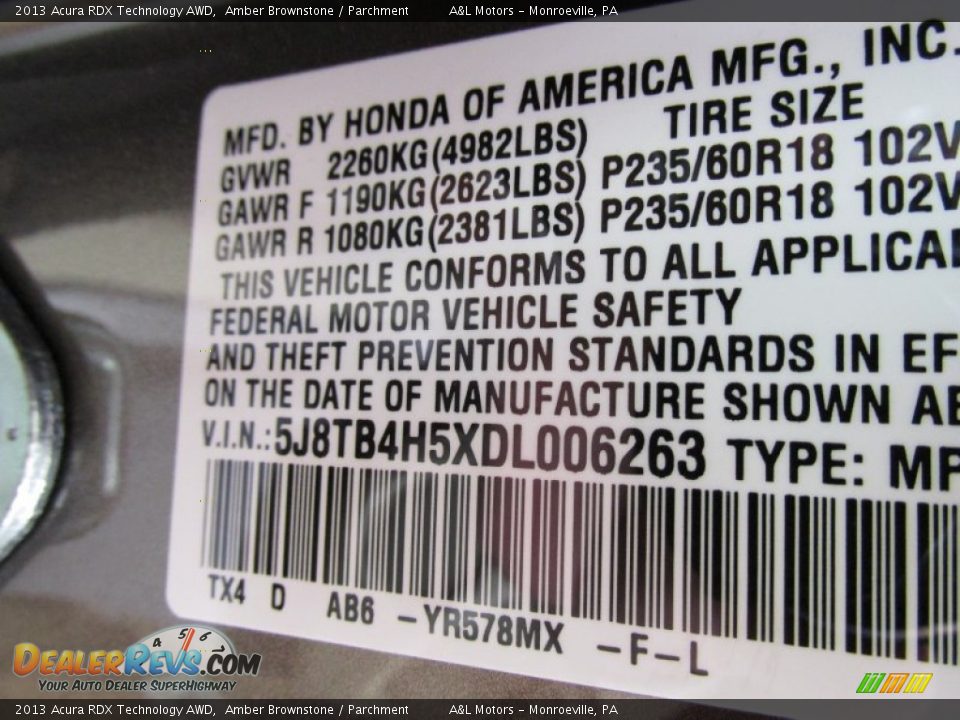 2013 Acura RDX Technology AWD, Amber Brownstone / Parchment A&L Motors - Monroeville, PA
MFD. BY HONDA OF AMERICA MFG., INC.
TIRE SIZE
GVWR 2260KG(4982LBS)
GAWR F 1190KG(2623LBS) P235/60R18 102V
GAWR R 1080KG(2381LBS) P235/60R18 102V
THIS VEHICLE CONFORMS TO ALL APPLICA
FEDERAL MOTOR VEHICLE SAFETY
AND THEFT PREVENTION STANDARDS IN EF
ON THE DATE OF MANUFACTURE SHOWN AB
V.I.N.:5J8TB4H5XDL006263 TYPE: MP
TX4 D AB6 -YR578MX -F-L
4 5 6
DEALERREVS.COM
YOUR AUTO DEALER SUPERHIGHWAY
2013 Acura RDX Technology AWD, Amber Brownstone / Parchment A&L Motors - Monroeville, PA